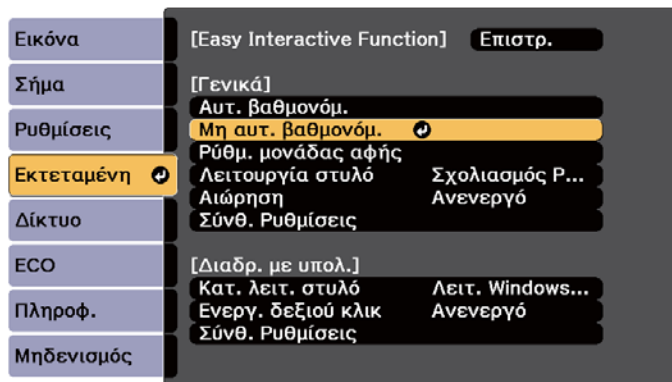 Εικόνα
Σήμα
Ρυθμίσεις
Εκτεταμένη
Δίκτυο
ECO
Πληροφ.
Μηδενισμός
[Easy Interactive Function] Επιστρ.
[Γενικά]
Αυτ. βαθμονόμ.
Μη αυτ. βαθμονόμ.
Ρύθμ. μονάδας αφής
Λειτουργία στυλό Σχολιασμός P...
Αιώρηση Ανενεργό
Σύνθ. Ρυθμίσεις
[Διαδρ. με υπολ.]
Κατ. λειτ. στυλό Λειτ. Windows...
Ενεργ. δεξιού κλικ Ανενεργό
Σύνθ. Ρυθμίσεις